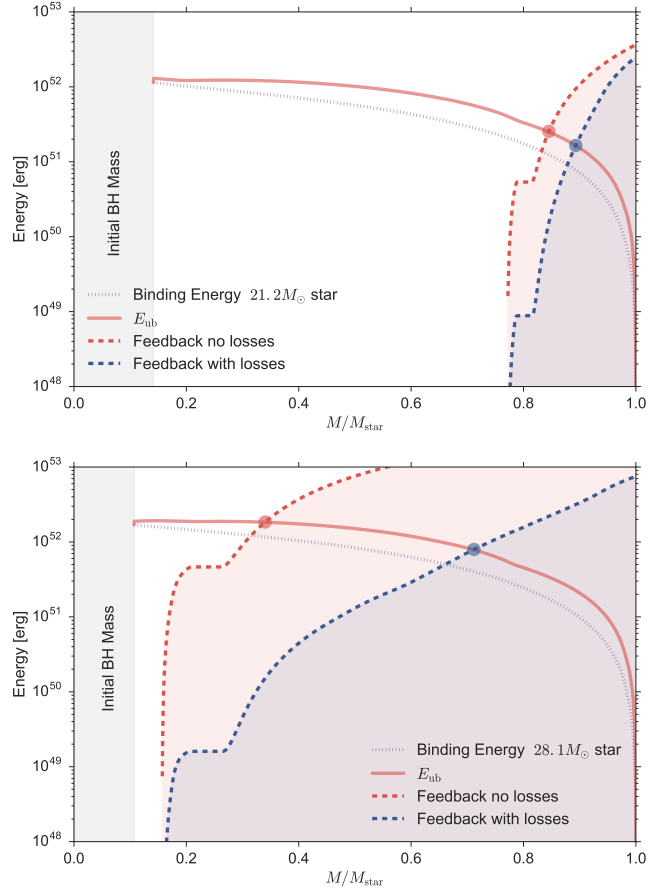 10^53
10^52
10^51
10^50
10^49
10^48
Energy [erg]
Initial BH Mass
Binding Energy 21.2M_⊙ star
E_ub
Feedback no losses
Feedback with losses
0.0 0.2 0.4 0.6 0.8 1.0
M/M_star
10^53
10^52
10^51
10^50
10^49
10^48
Energy [erg]
Initial BH Mass
Binding Energy 28.1M_⊙ star
E_ub
Feedback no losses
Feedback with losses
0.0 0.2 0.4 0.6 0.8 1.0
M/M_star